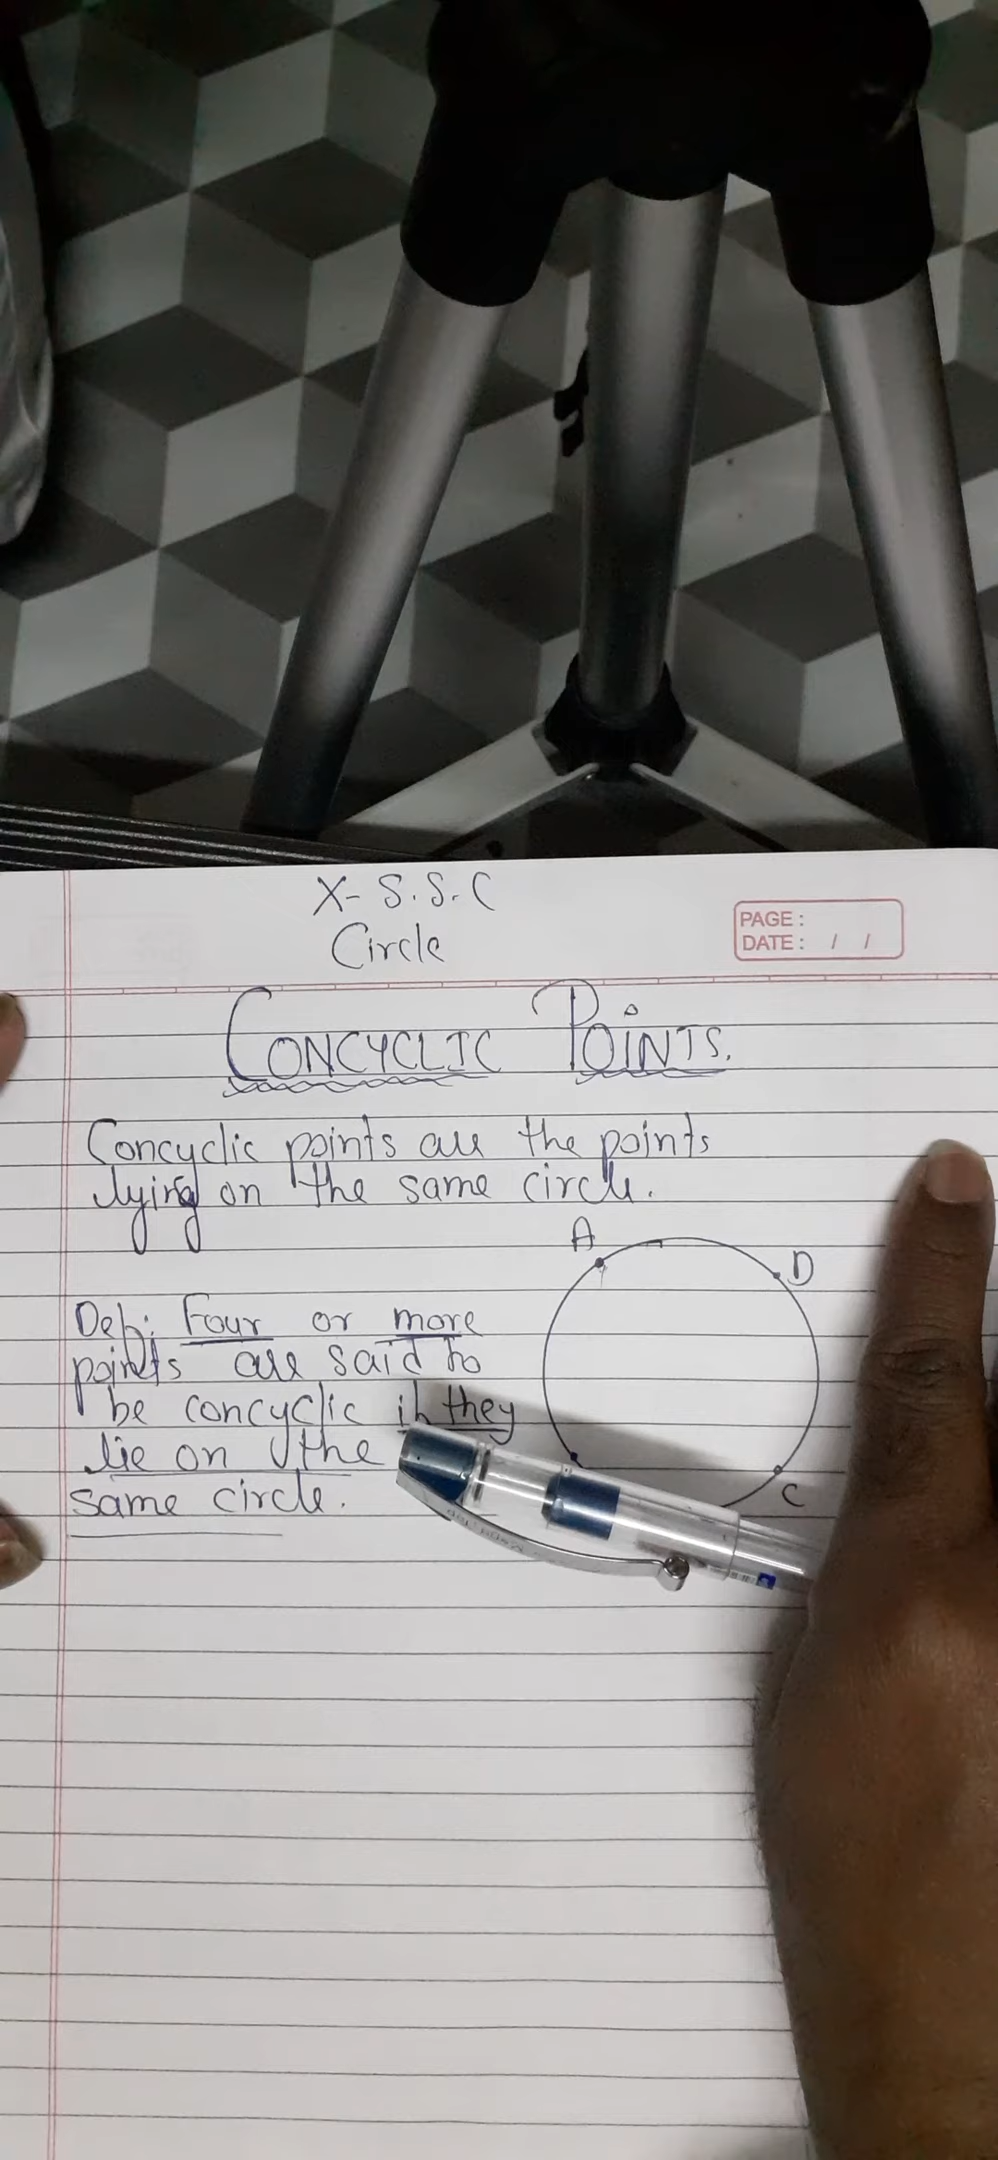 X- S.S.C
Circle
PAGE :
DATE : / /
CONCYCLIC POINTS.
Concyclic points are the points
lying on the same circle.
A
D
Def: Four or more
points are said to
be concyclic if they
lie on the
same circle.
C